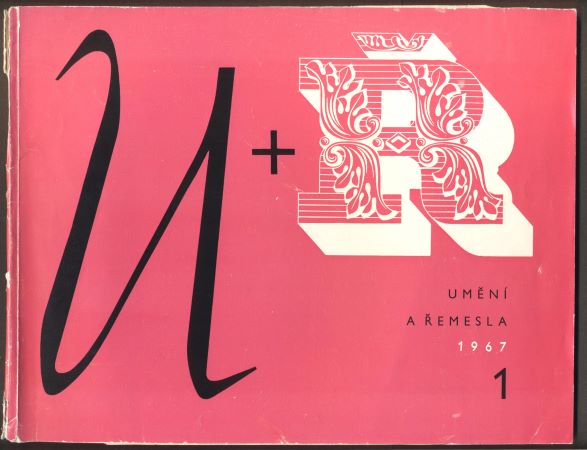 U + Ř
UMĚNÍ
A ŘEMESLA
1967
1